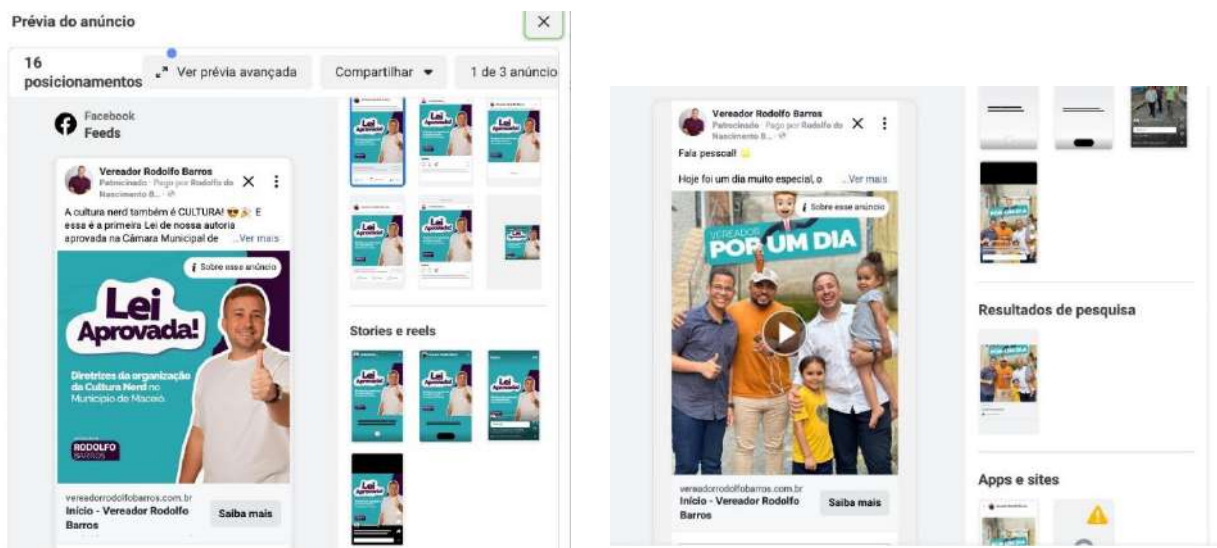 Prévia do anúncio
16
posicionamentos
Ver prévia avançada
Compartilhar
1 de 3 anúncio
Facebook
Feeds
Vereador Rodolfo Barros
Patrocinado · Pago por Rodolfo do
Nascimento B...
A cultura nerd também é CULTURA! 😎🎉 E
essa é a primeira Lei de nossa autoria
aprovada na Câmara Municipal de ...Ver mais
Sobre esse anúncio
Lei
Aprovada!
Diretrizes da organização
da Cultura Nerd no
Município de Maceió.
RODOLFO
BARROS
vereadorrodolfobarros.com.br
Início - Vereador Rodolfo
Barros
Saiba mais
Stories e reels
Vereador Rodolfo Barros
Patrocinado · Pago por Rodolfo do
Nascimento B...
Fala pessoal!
Hoje foi um dia muito especial, o ...Ver mais
Sobre esse anúncio
VEREADOR
POR UM DIA
vereadorrodolfobarros.com.br
Início - Vereador Rodolfo
Barros
Saiba mais
Resultados de pesquisa
Apps e sites